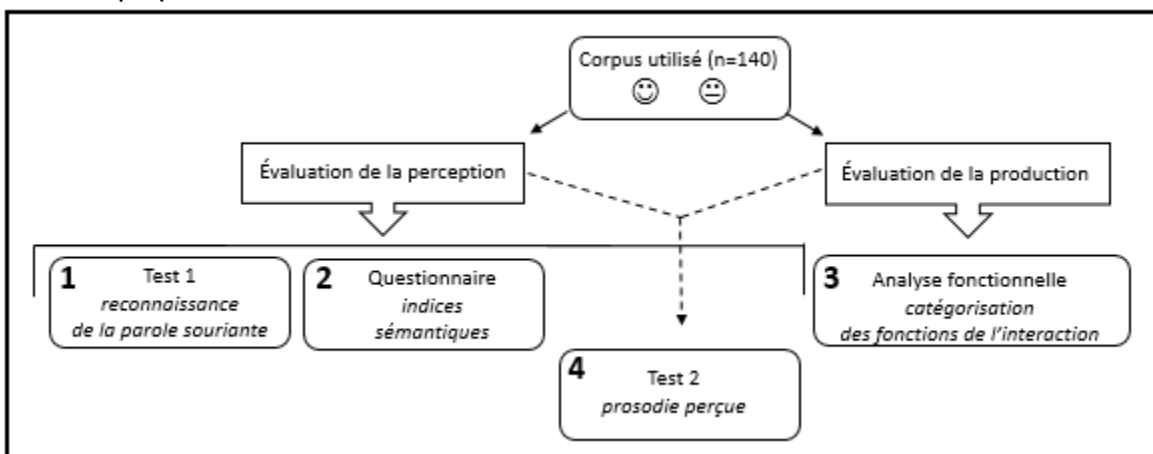 Corpus utilisé (n=140)
Évaluation de la perception
Évaluation de la production
1
Test 1
reconnaissance
de la parole souriante
2
Questionnaire
indices
sémantiques
3
Analyse fonctionnelle
catégorisation
des fonctions de l'interaction
4
Test 2
prosodie perçue